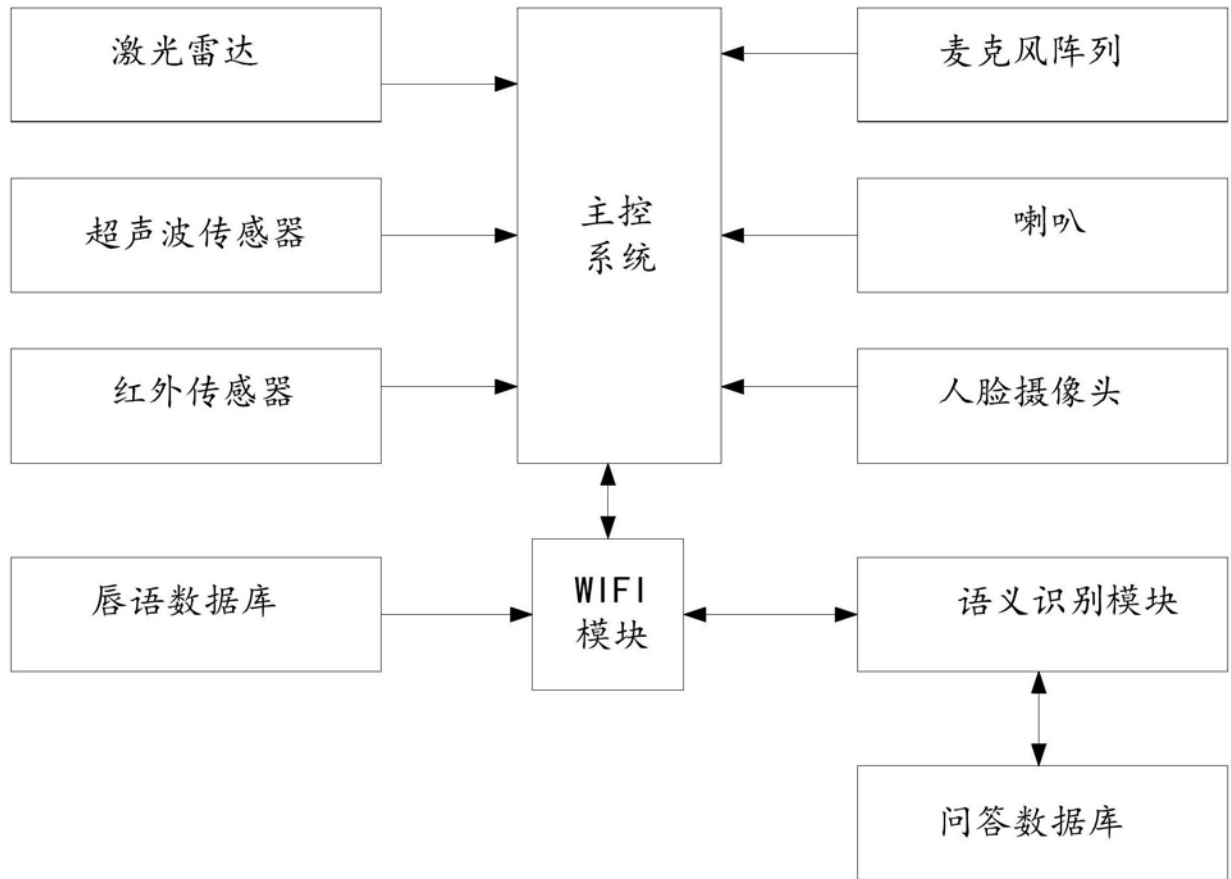 激光雷达
麦克风阵列
超声波传感器
主控
系统
喇叭
红外传感器
人脸摄像头
唇语数据库
WIFI
模块
语义识别模块
问答数据库